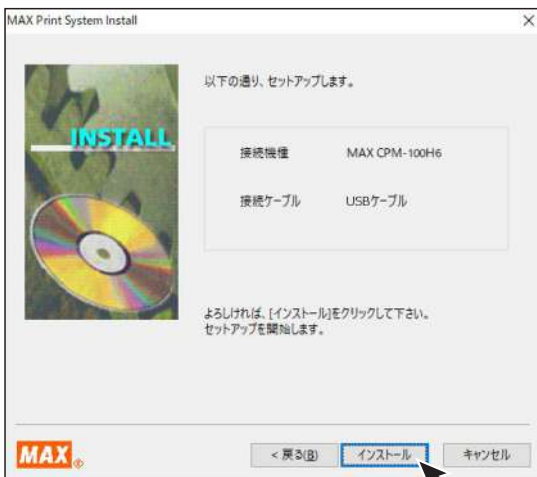 MAX Print System Install
INSTALL
以下の通り、セットアップします。
接続機種 MAX CPM-100H6
接続ケーブル USBケーブル
よろしければ、[インストール]をクリックして下さい。
セットアップを開始します。
MAX®
< 戻る(B) インストール キャンセル